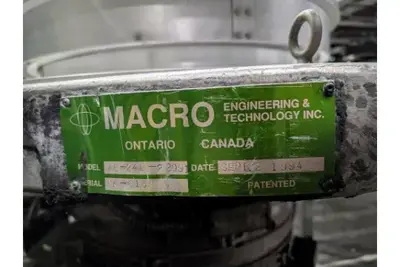 MACRO ENGINEERING &
TECHNOLOGY INC.
ONTARIO CANADA
MODEL DATE
SERIAL PATENTED